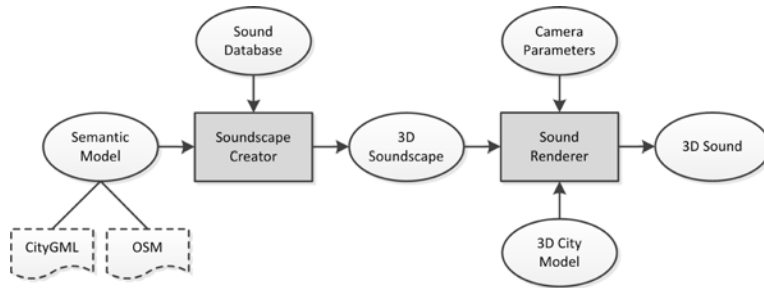 Sound
Database
Camera
Parameters
Semantic
Model
Soundscape
Creator
3D
Soundscape
Sound
Renderer
3D Sound
CityGML
OSM
3D City
Model